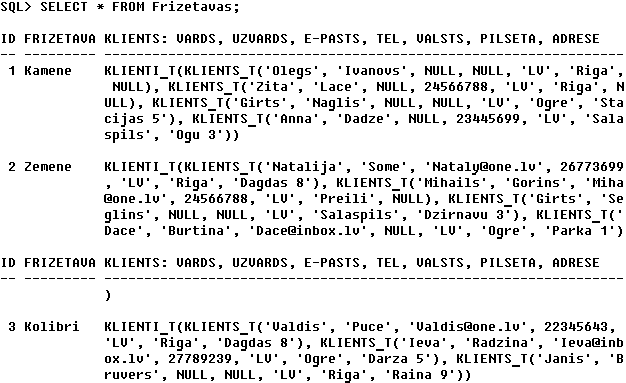 SQL> SELECT * FROM Frizetavas;
ID FRIZETAVA KLIENTS: VARDS, UZVARDS, E-PASTS, TEL, VALSTS, PILSETA, ADRESE
-- --------- ------------------------------------------------------------------
1 Kamene KLIENTI_T(KLIENTS_T('Olegs', 'Ivanovs', NULL, NULL, 'LV', 'Riga',
NULL), KLIENTS_T('Zita', 'Lace', NULL, 24566788, 'LV', 'Riga', N
ULL), KLIENTS_T('Girts', 'Naglis', NULL, NULL, 'LV', 'Ogre', 'Sta
cijas 5'), KLIENTS_T('Anna', 'Dadze', NULL, 23445699, 'LV', 'Sala
spils', 'Ogu 3'))
2 Zemene KLIENTI_T(KLIENTS_T('Natalija', 'Some', 'Nataly@one.lv', 26773699
, 'LV', 'Riga', 'Dagdas 8'), KLIENTS_T('Mihails', 'Gorins', 'Miha
@one.lv', 24566788, 'LV', 'Preili', NULL), KLIENTS_T('Girts', 'Se
glins', NULL, NULL, 'LV', 'Salaspils', 'Dzirnavu 3'), KLIENTS_T('
Dace', 'Burtina', 'Dace@inbox.lv', NULL, 'LV', 'Ogre', 'Parka 1')
ID FRIZETAVA KLIENTS: VARDS, UZVARDS, E-PASTS, TEL, VALSTS, PILSETA, ADRESE
-- --------- ------------------------------------------------------------------
)
3 Kolibri KLIENTI_T(KLIENTS_T('Valdis', 'Puce', 'Valdis@one.lv', 22345643,
'LV', 'Riga', 'Dagdas 8'), KLIENTS_T('Ieva', 'Radzina', 'Ieva@inb
ox.lv', 27789239, 'LV', 'Ogre', 'Darza 5'), KLIENTS_T('Janis', 'B
ruvers', NULL, NULL, 'LV', 'Riga', 'Raina 9'))